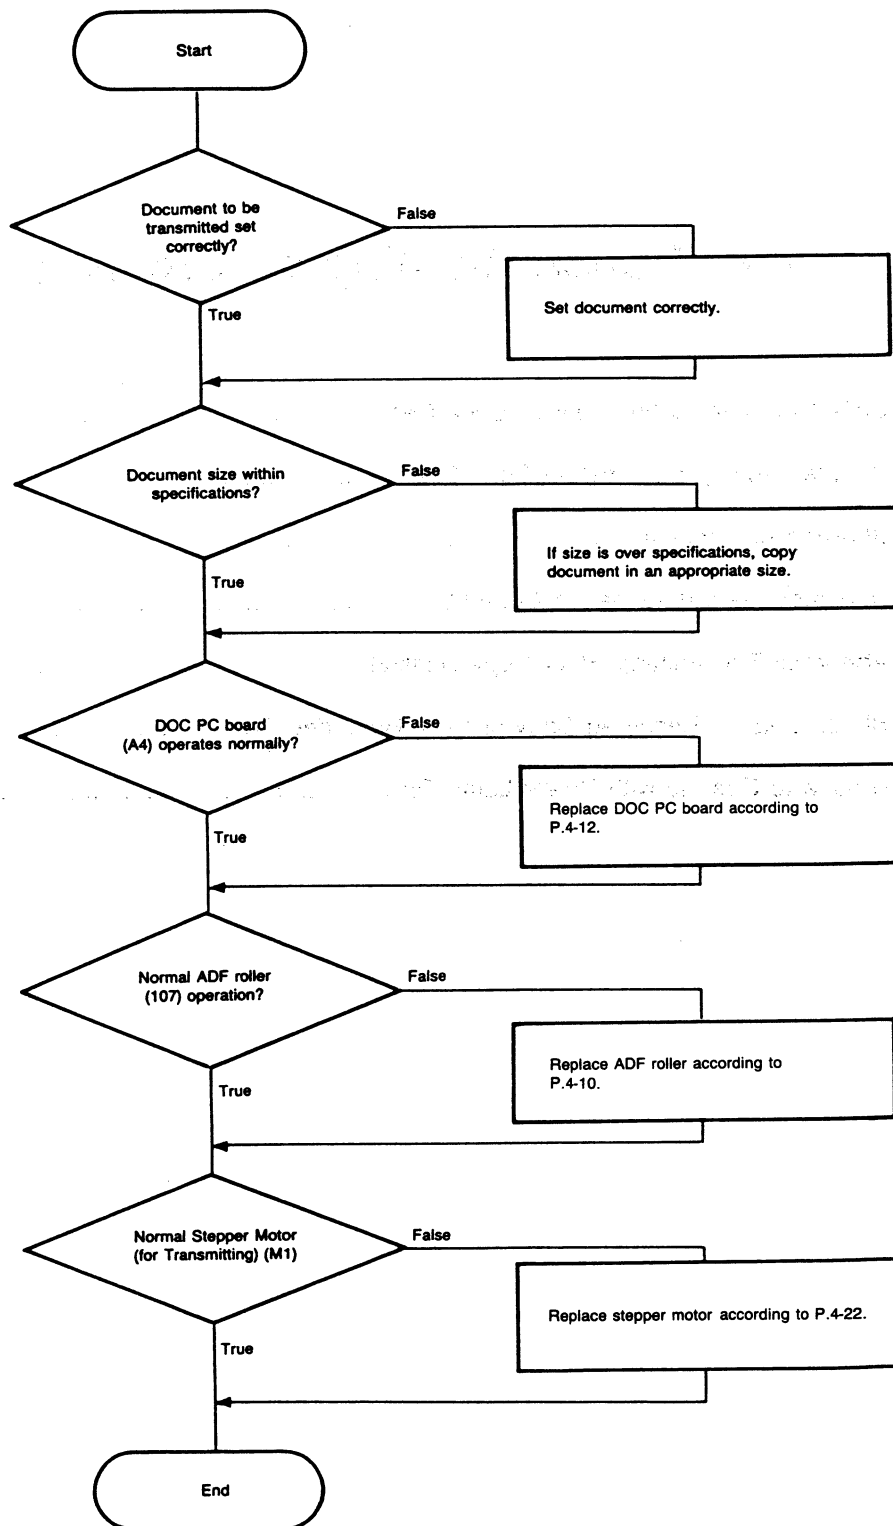 Start
Document to be
transmitted set
correctly?
False
Set document correctly.
True
Document size within
specifications?
False
If size is over specifications, copy
document in an appropriate size.
True
DOC PC board
(A4) operates normally?
False
Replace DOC PC board according to
P.4-12.
True
Normal ADF roller
(107) operation?
False
Replace ADF roller according to
P.4-10.
True
Normal Stepper Motor
(for Transmitting) (M1)
False
Replace stepper motor according to P.4-22.
True
End